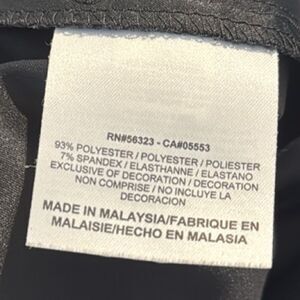 RN#56323 - CA#05553
93% POLYESTER / POLYESTER / POLIESTER
7% SPANDEX / ELASTHANNE / ELASTANO
EXCLUSIVE OF DECORATION / DECORATION
NON COMPRISE / NO INCLUYE LA
DECORACIÓN
MADE IN MALAYSIA/FABRIQUE EN
MALAISIE/HECHO EN MALASIA